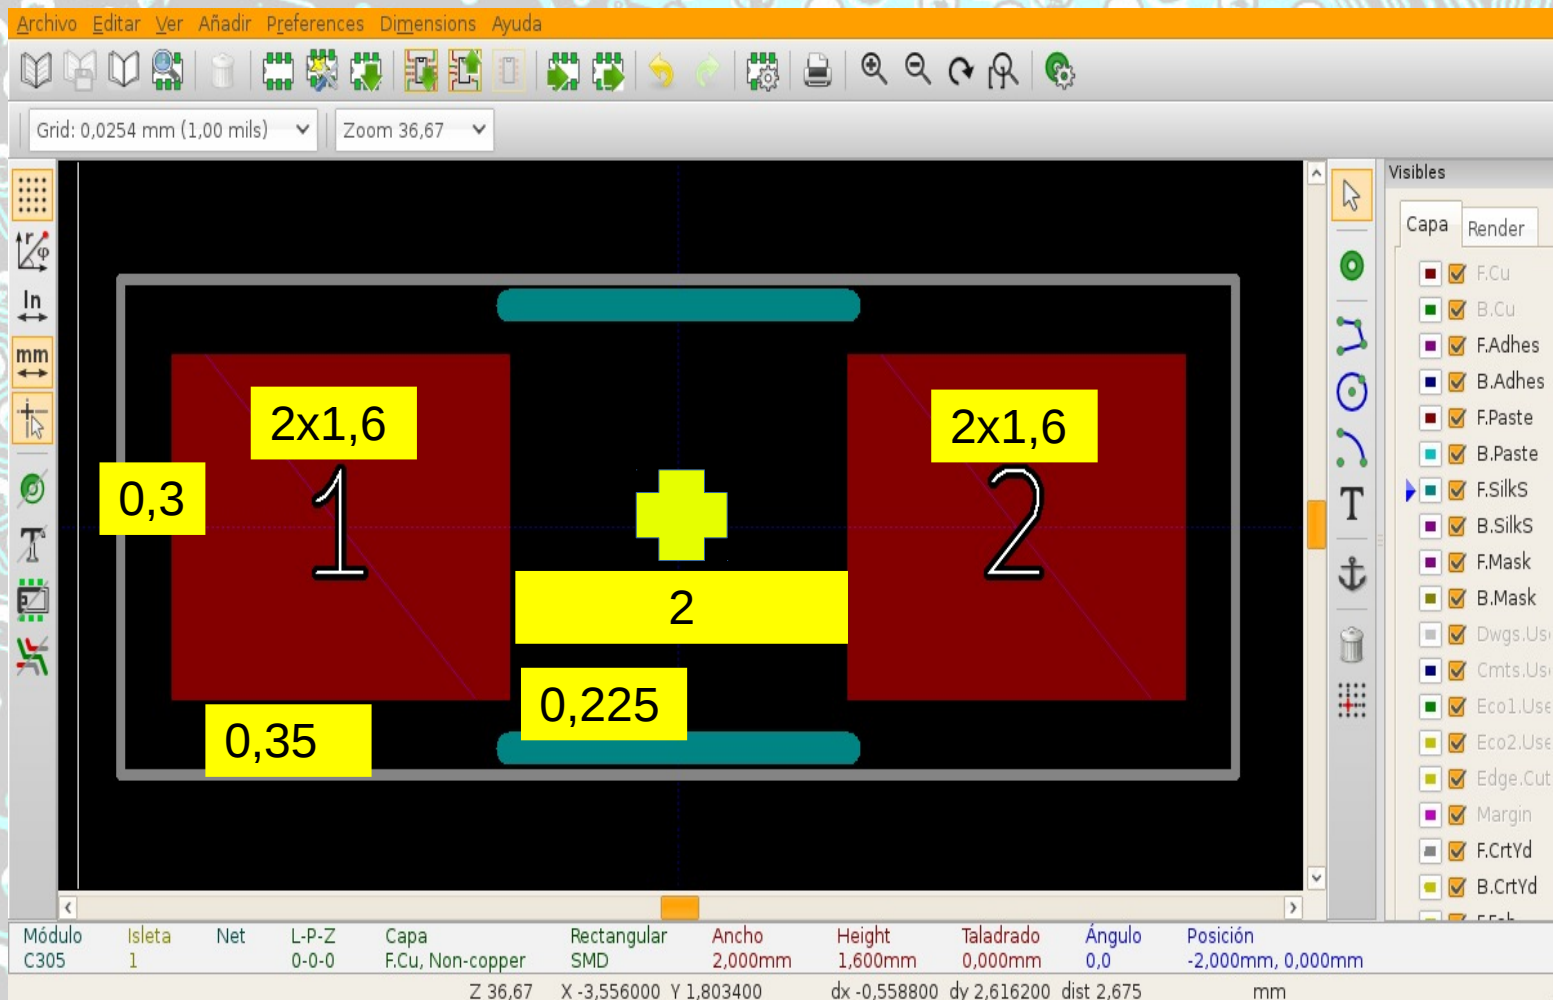 Archivo Editar Ver Añadir Preferences Dimensions Ayuda
Grid: 0,0254 mm (1,00 mils) Zoom 36,67
Visibles
Capa Render
F.Cu
B.Cu
F.Adhes
B.Adhes
F.Paste
B.Paste
F.SilkS
B.SilkS
F.Mask
B.Mask
Dwgs.Us
Cmts.Us
Eco1.Use
Eco2.Use
Edge.Cut
Margin
F.CrtYd
B.CrtYd
In
mm
T
2x1,6 2x1,6
0,3 1 2
2
0,225
0,35
Módulo Isleta Net L-P-Z Capa Rectangular Ancho Height Taladrado Ángulo Posición
C305 1 0-0-0 F.Cu, Non-copper SMD 2,000mm 1,600mm 0,000mm 0,0 -2,000mm, 0,000mm
Z 36,67 X -3,556000 Y 1,803400 dx -0,558800 dy 2,616200 dist 2,675 mm